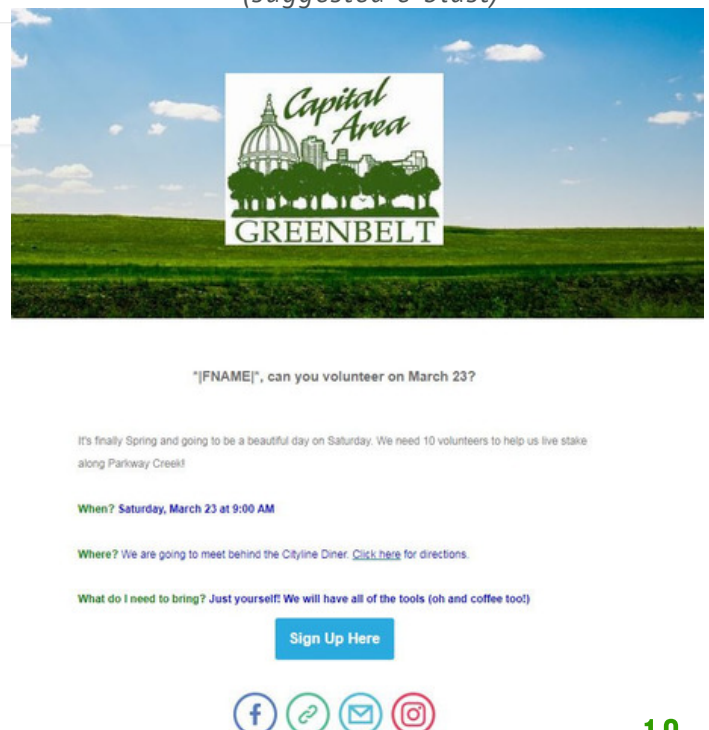 (suggested e-blast)
Capital
Area
GREENBELT
*|FNAME|*, can you volunteer on March 23?
It's finally Spring and going to be a beautiful day on Saturday. We need 10 volunteers to help us live stake
along Parkway Creek!
When? Saturday, March 23 at 9:00 AM
Where? We are going to meet behind the Cityline Diner. Click here for directions.
What do I need to bring? Just yourself! We will have all of the tools (oh and coffee too!)
Sign Up Here